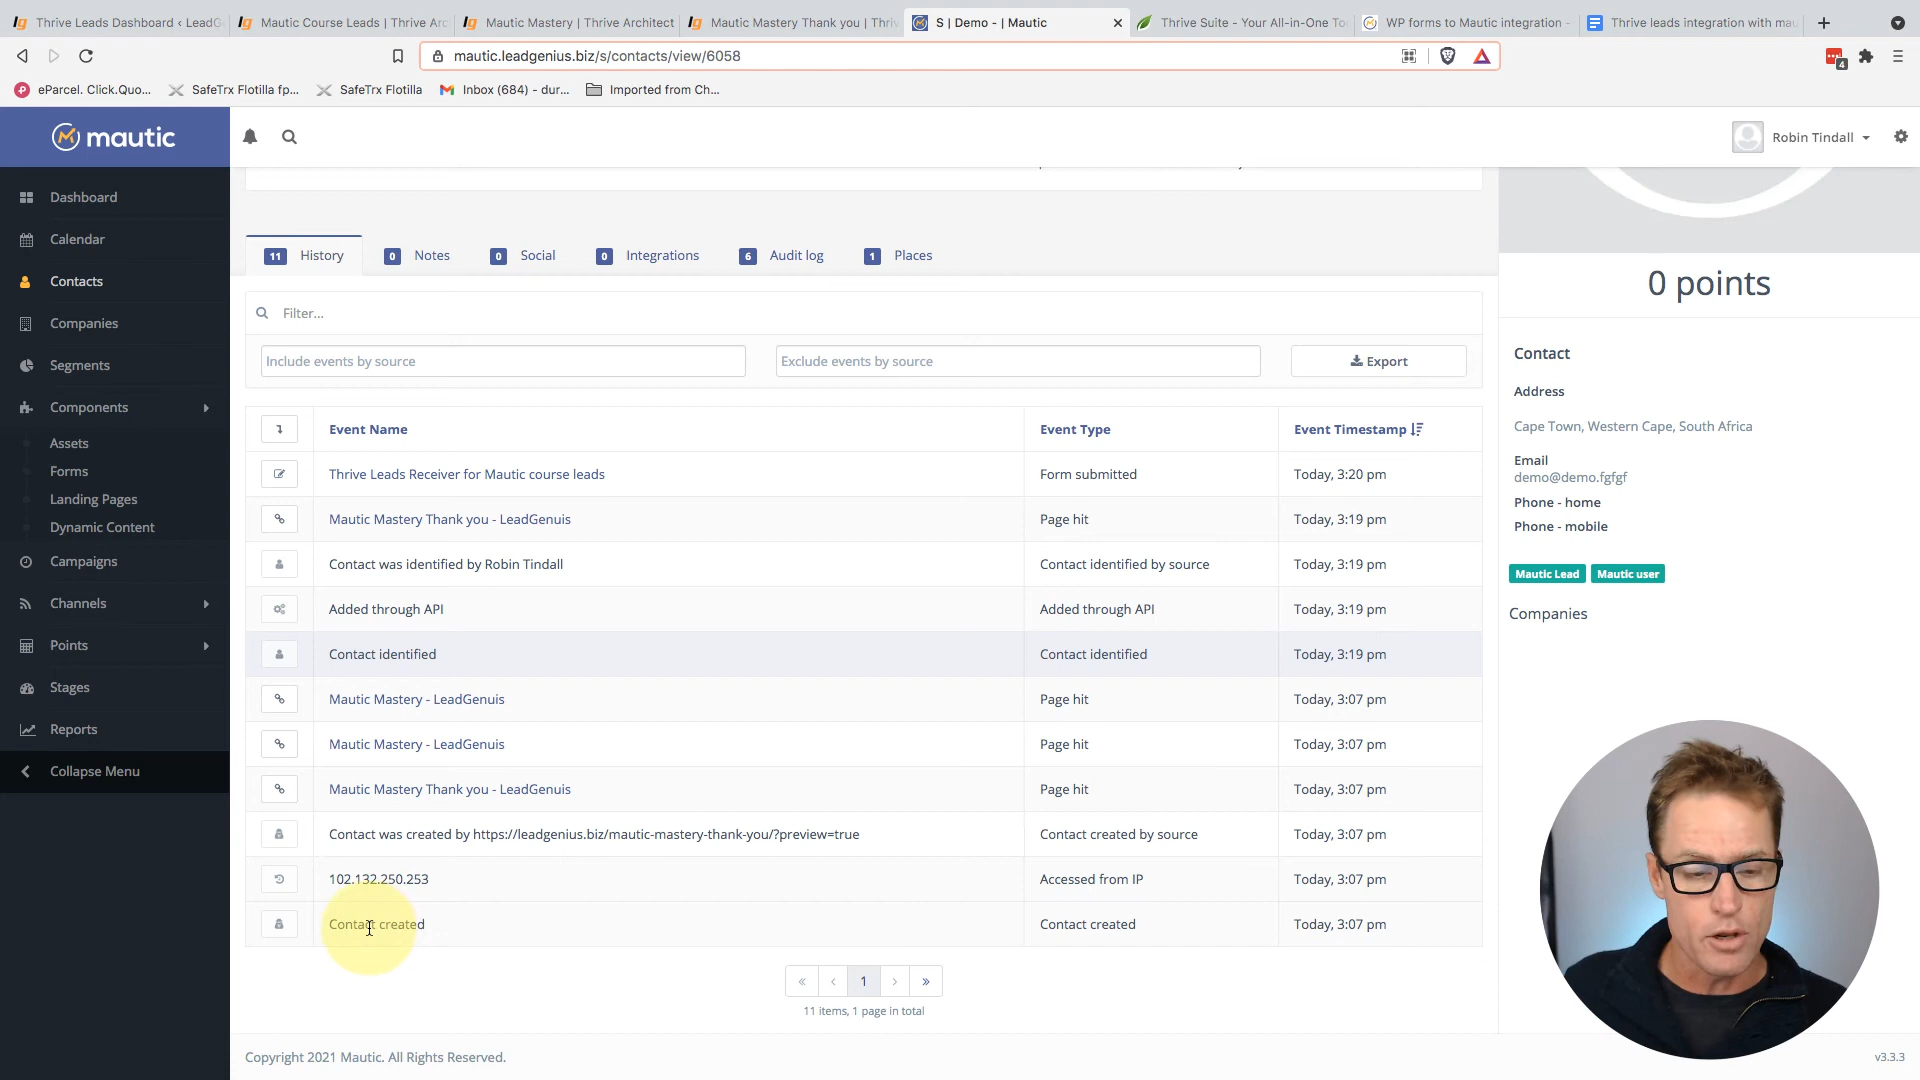 Thrive Leads Dashboard ‹ LeadG
Mautic Course Leads | Thrive Arc
Mautic Mastery | Thrive Architect
Mautic Mastery Thank you | Thriv
S | Demo - | Mautic
Thrive Suite - Your All-in-One To
WP forms to Mautic integration -
Thrive leads integration with mau
mautic.leadgenius.biz/s/contacts/view/6058
4
eParcel. Click.Quo...
SafeTrx Flotilla fp...
SafeTrx Flotilla
Inbox (684) - dur...
Imported from Ch...
mautic
Robin Tindall
Dashboard
Calendar
Contacts
Companies
Segments
Components
Assets
Forms
Landing Pages
Dynamic Content
Campaigns
Channels
Points
Stages
Reports
Collapse Menu
11 History
0 Notes
0 Social
0 Integrations
6 Audit log
1 Places
Filter...
Include events by source
Exclude events by source
Export
Event Name Event Type Event Timestamp
Thrive Leads Receiver for Mautic course leads Form submitted Today, 3:20 pm
Mautic Mastery Thank you - LeadGenuis Page hit Today, 3:19 pm
Contact was identified by Robin Tindall Contact identified by source Today, 3:19 pm
Added through API Added through API Today, 3:19 pm
Contact identified Contact identified Today, 3:19 pm
Mautic Mastery - LeadGenuis Page hit Today, 3:07 pm
Mautic Mastery - LeadGenuis Page hit Today, 3:07 pm
Mautic Mastery Thank you - LeadGenuis Page hit Today, 3:07 pm
Contact was created by https://leadgenius.biz/mautic-mastery-thank-you/?preview=true Contact created by source Today, 3:07 pm
102.132.250.253 Accessed from IP Today, 3:07 pm
Contact created Contact created Today, 3:07 pm
« ‹ 1 › »
11 items, 1 page in total
0 points
Contact
Address
Cape Town, Western Cape, South Africa
Email
demo@demo.fgfgf
Phone - home
Phone - mobile
Mautic Lead Mautic user
Companies
Copyright 2021 Mautic. All Rights Reserved.
v3.3.3